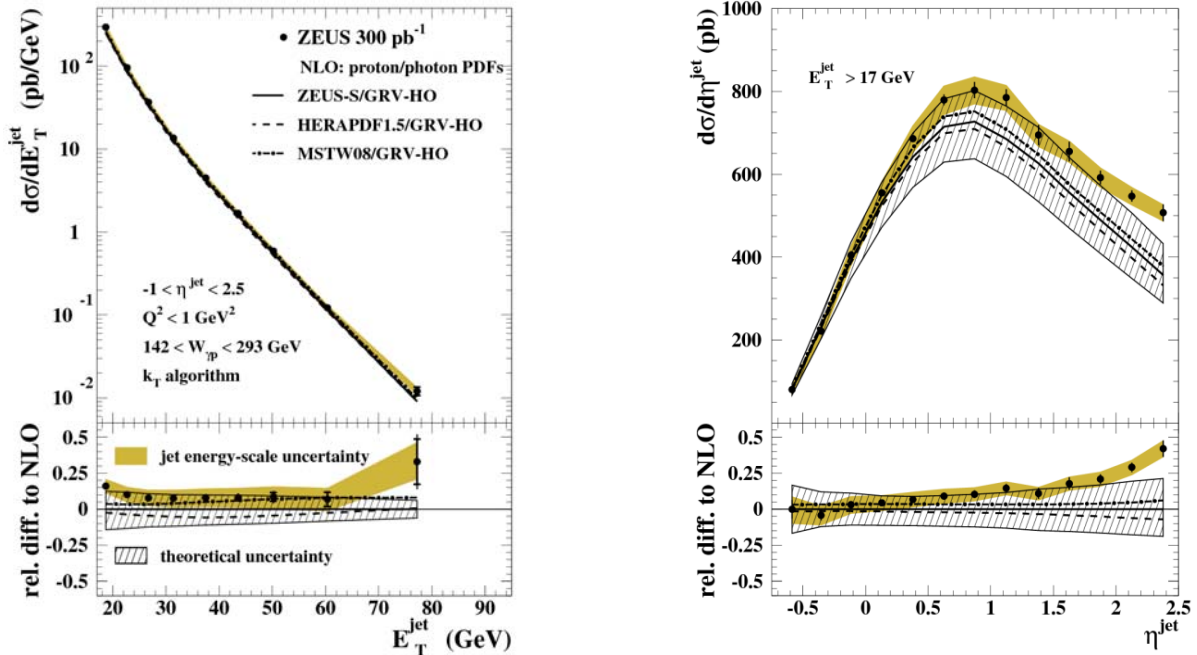 dσ/dE_T^jet (pb/GeV)
10^2
10
1
10^-1
10^-2
ZEUS 300 pb^-1
NLO: proton/photon PDFs
ZEUS-S/GRV-HO
HERAPDF1.5/GRV-HO
MSTW08/GRV-HO
-1 < η^jet < 2.5
Q^2 < 1 GeV^2
142 < W_γp < 293 GeV
k_T algorithm
rel. diff. to NLO
0.5
0.25
0
-0.25
-0.5
jet energy-scale uncertainty
theoretical uncertainty
20 30 40 50 60 70 80 90
E_T^jet (GeV)
dσ/dη^jet (pb)
1000
800
600
400
200
E_T^jet > 17 GeV
rel. diff. to NLO
0.5
0.25
0
-0.25
-0.5
-0.5 0 0.5 1 1.5 2 2.5
η^jet